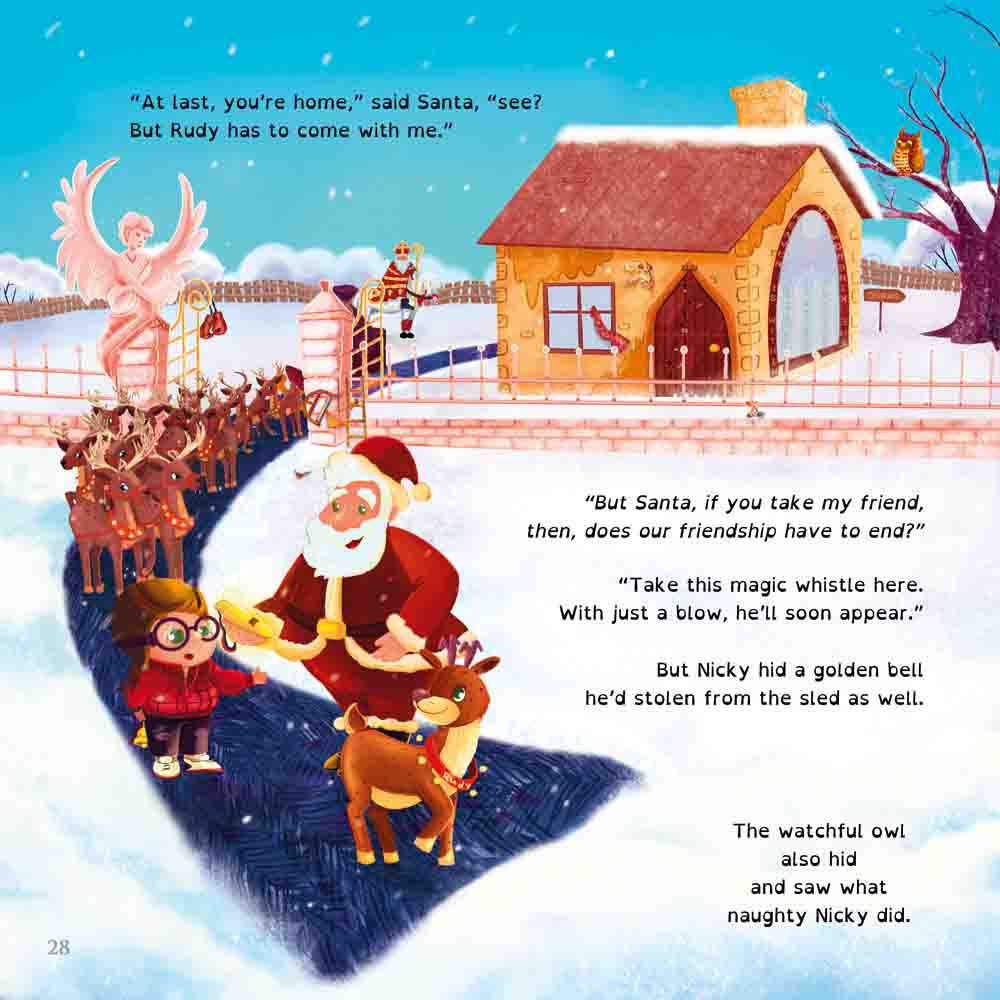 “At last, you’re home,” said Santa, “see?
But Rudy has to come with me.”
“But Santa, if you take my friend,
then, does our friendship have to end?”
“Take this magic whistle here.
With just a blow, he’ll soon appear.”
But Nicky hid a golden bell
he’d stolen from the sled as well.
The watchful owl
also hid
and saw what
naughty Nicky did.
28